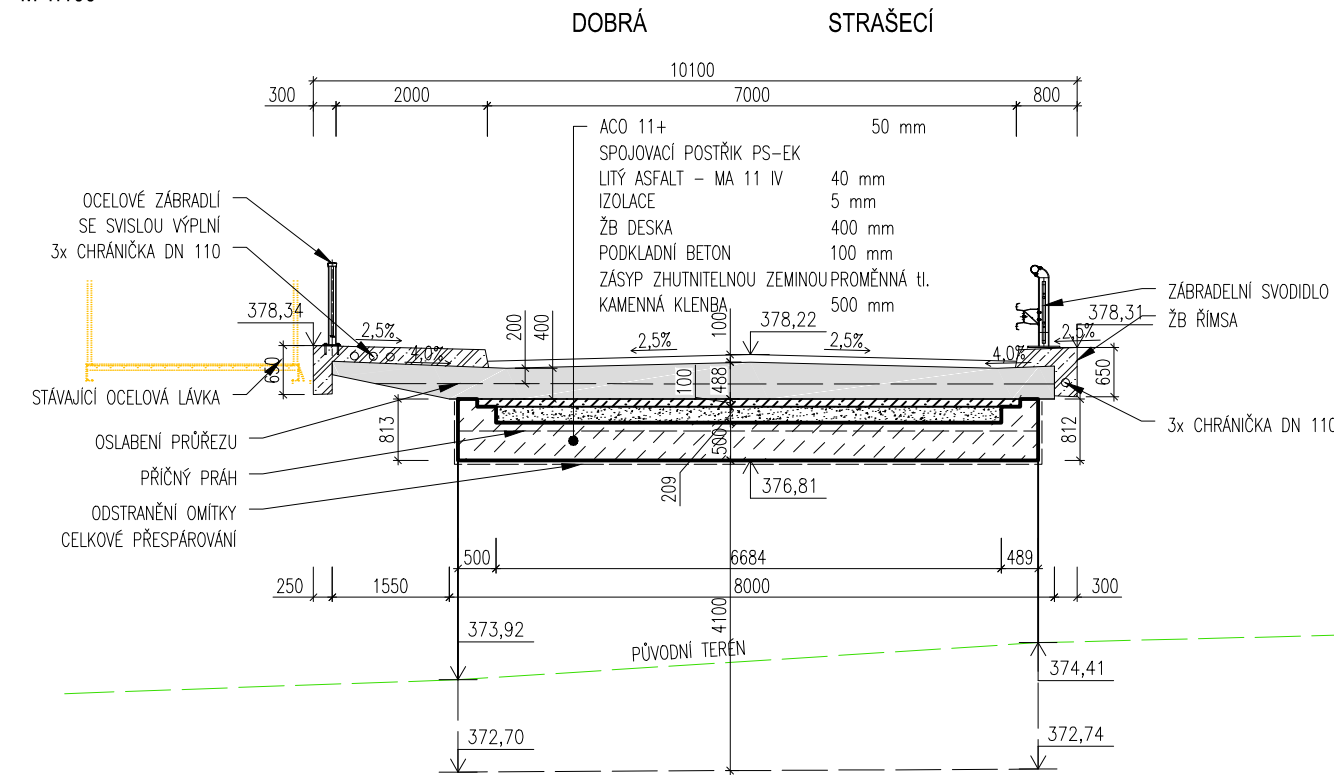 DOBRÁ STRAŠECÍ
10100
300 2000 7000 800
ACO 11+ 50 mm
SPOJOVACÍ POSTŘIK PS-EK
LITÝ ASFALT - MA 11 IV 40 mm
IZOLACE 5 mm
ŽB DESKA 400 mm
PODKLADNÍ BETON 100 mm
ZÁSYP ZHUTNITELNOU ZEMINOU PROMĚNNÁ tl.
KAMENNÁ KLENBA 500 mm
OCELOVÉ ZÁBRADLÍ
SE SVISLOU VÝPLNÍ
3x CHRÁNIČKA DN 110
ZÁBRADELNÍ SVODIDLO
ŽB ŘÍMSA
378,34
2,5%
4,0%
200
400
2,5%
100
378,22
2,5%
378,31
2,5%
4,0%
650
STÁVAJÍCÍ OCELOVÁ LÁVKA
100
488
3x CHRÁNIČKA DN 110
813
812
OSLABENÍ PRŮŘEZU
PŘÍČNÝ PRÁH
500
209
376,81
ODSTRANĚNÍ OMÍTKY
CELKOVÉ PŘESPÁROVÁNÍ
500 6684 489
250 1550 8000 300
4100
373,92
PŮVODNÍ TERÉN
374,41
372,70
372,74